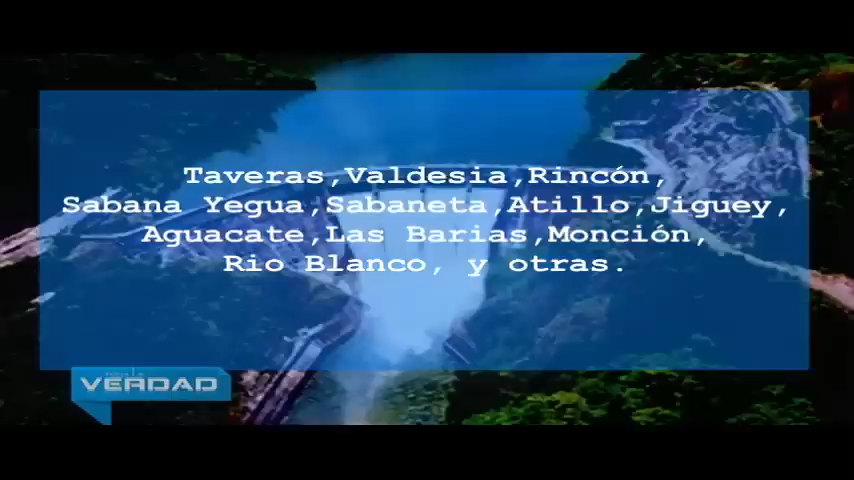 Taveras,Valdesia,Rincón,
Sabana Yegua,Sabaneta,Atillo,Jiguey,
Aguacate,Las Barias,Monción,
Rio Blanco, y otras.
VERDAD